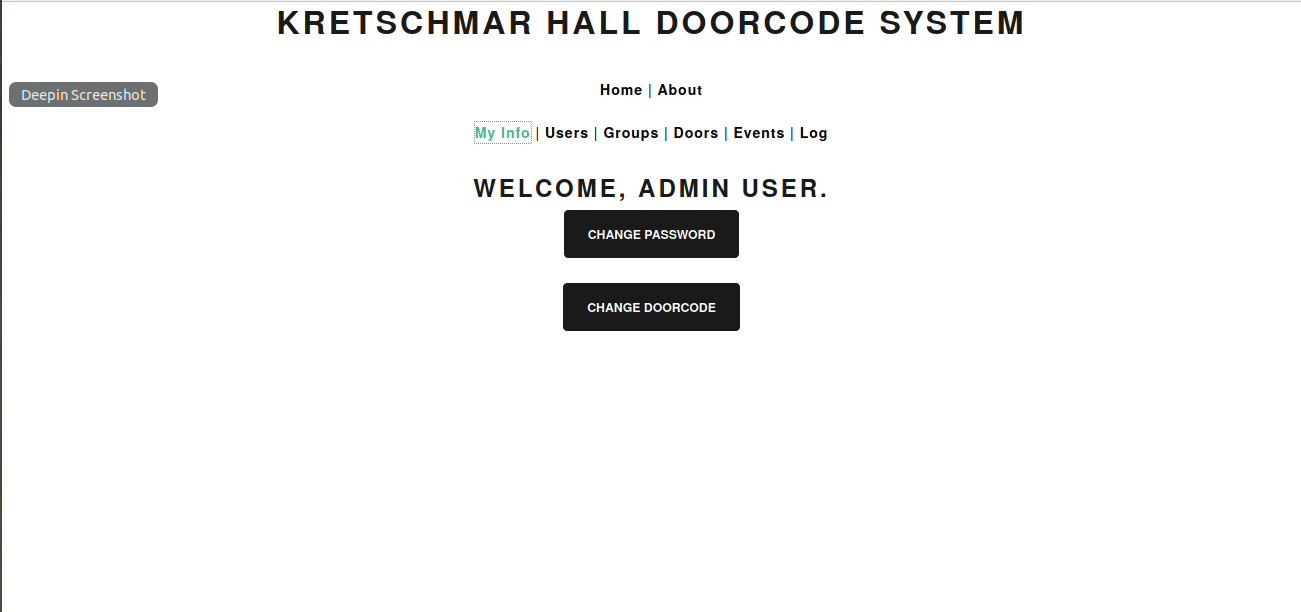 KRETSCHMAR HALL DOORCODE SYSTEM
Home | About
Deepin Screenshot
My Info | Users | Groups | Doors | Events | Log
WELCOME, ADMIN USER.
CHANGE PASSWORD
CHANGE DOORCODE